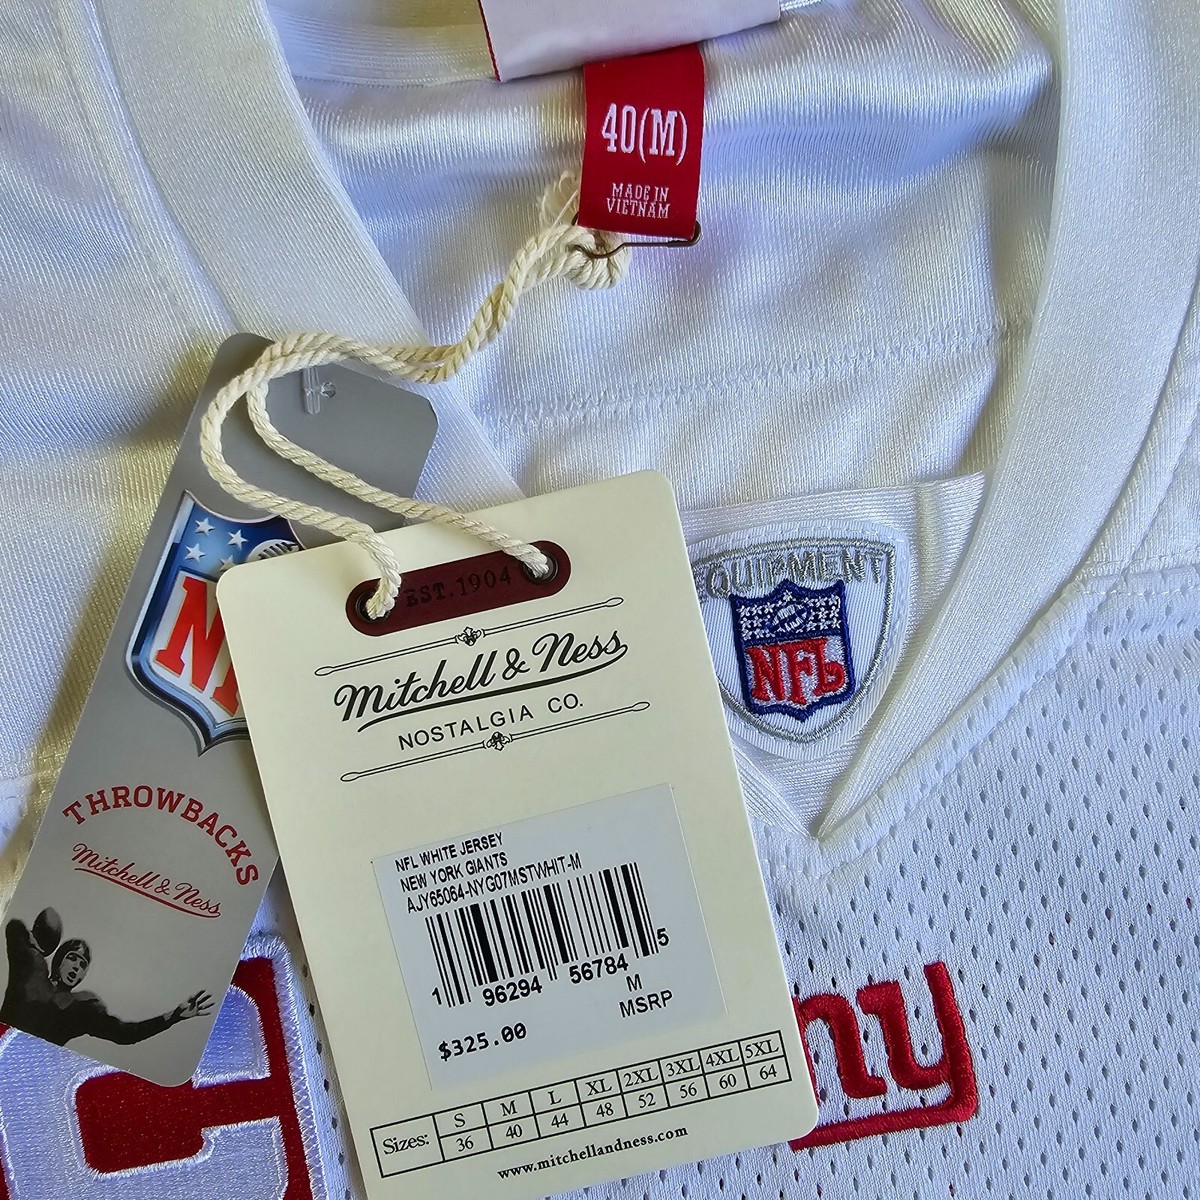 40(M)
MADE IN
VIETNAM
EST.1904
Mitchell & Ness
NOSTALGIA CO.
NFL WHITE JERSEY
NEW YORK GIANTS
AJY65064-NYG07MSTWHIT-M
1 96294 56784 5
M
$325.00 MSRP
Sizes: S M L XL 2XL 3XL 4XL 5XL
36 40 44 48 52 56 60 64
www.mitchellandness.com
THROWBACKS
Mitchell & Ness
EQUIPMENT
NFL
ny